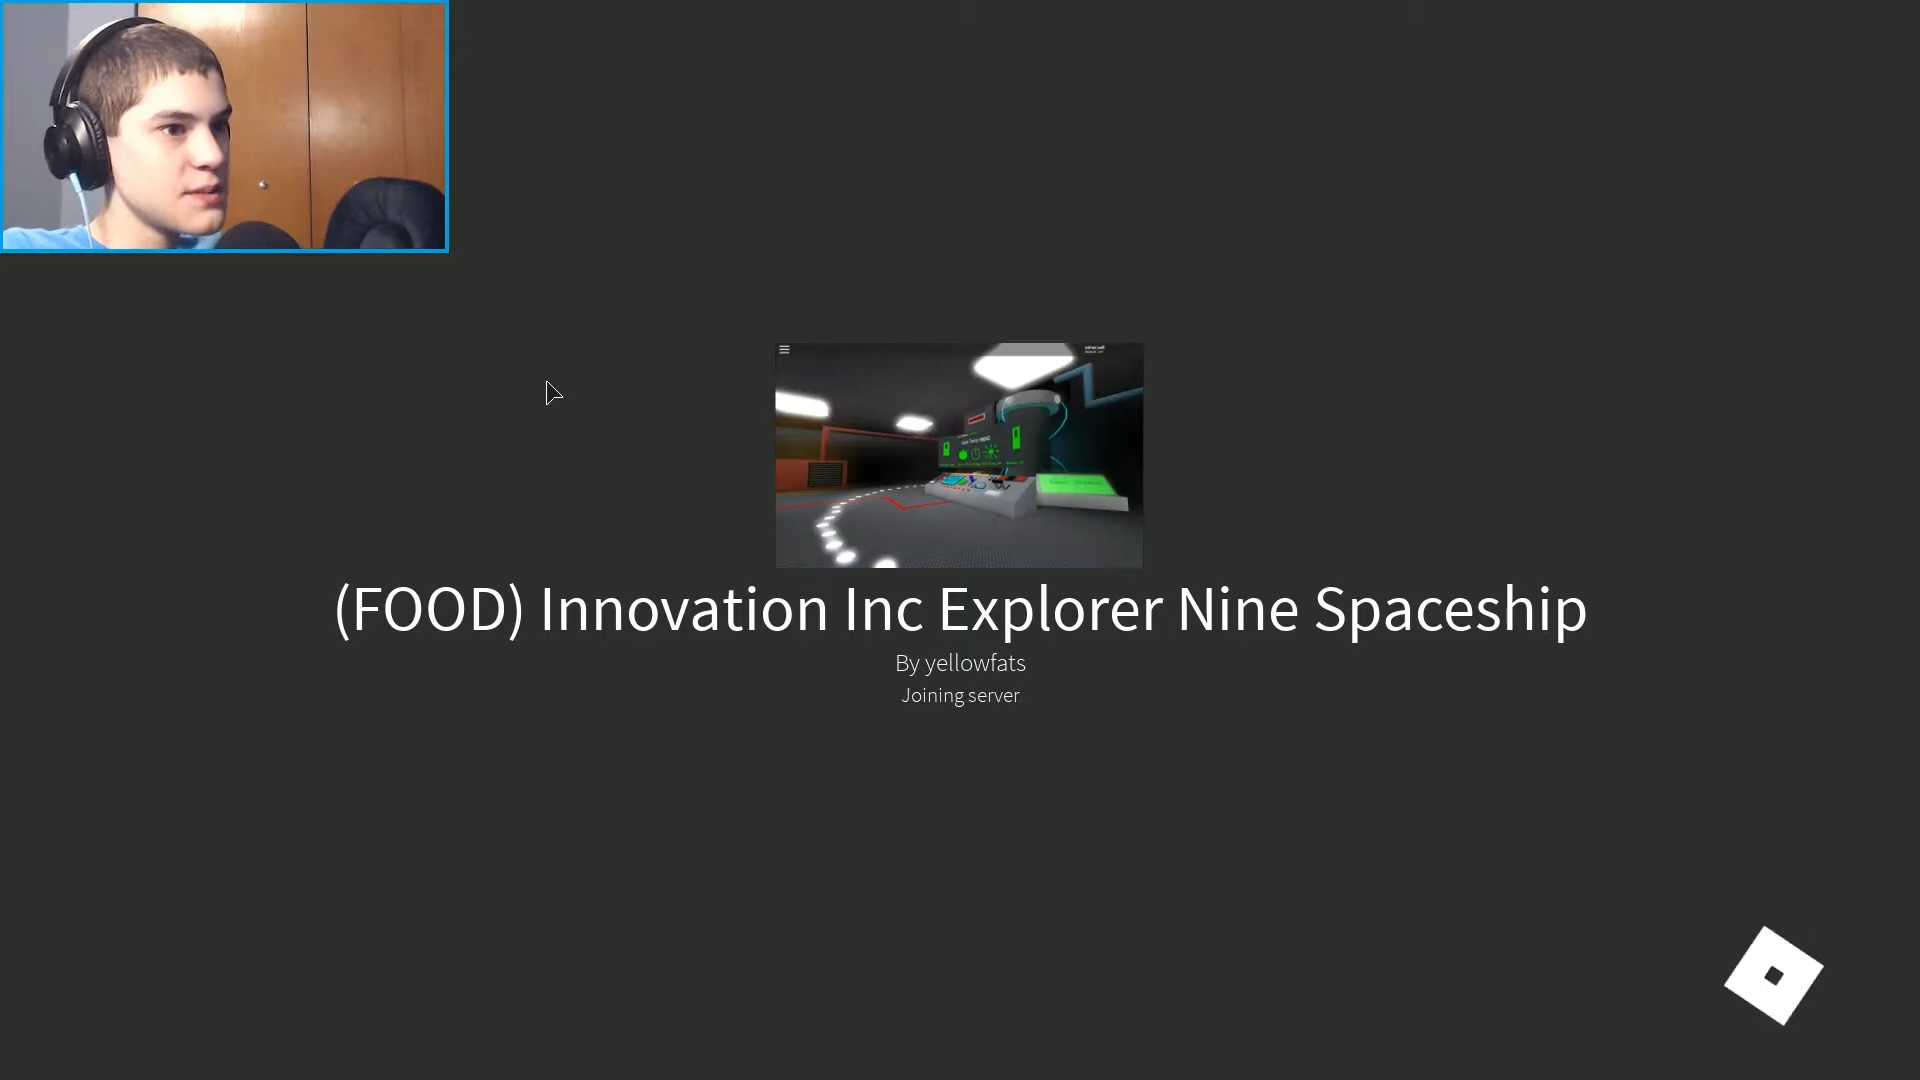 (FOOD) Innovation Inc Explorer Nine Spaceship
By yellowfats
Joining server